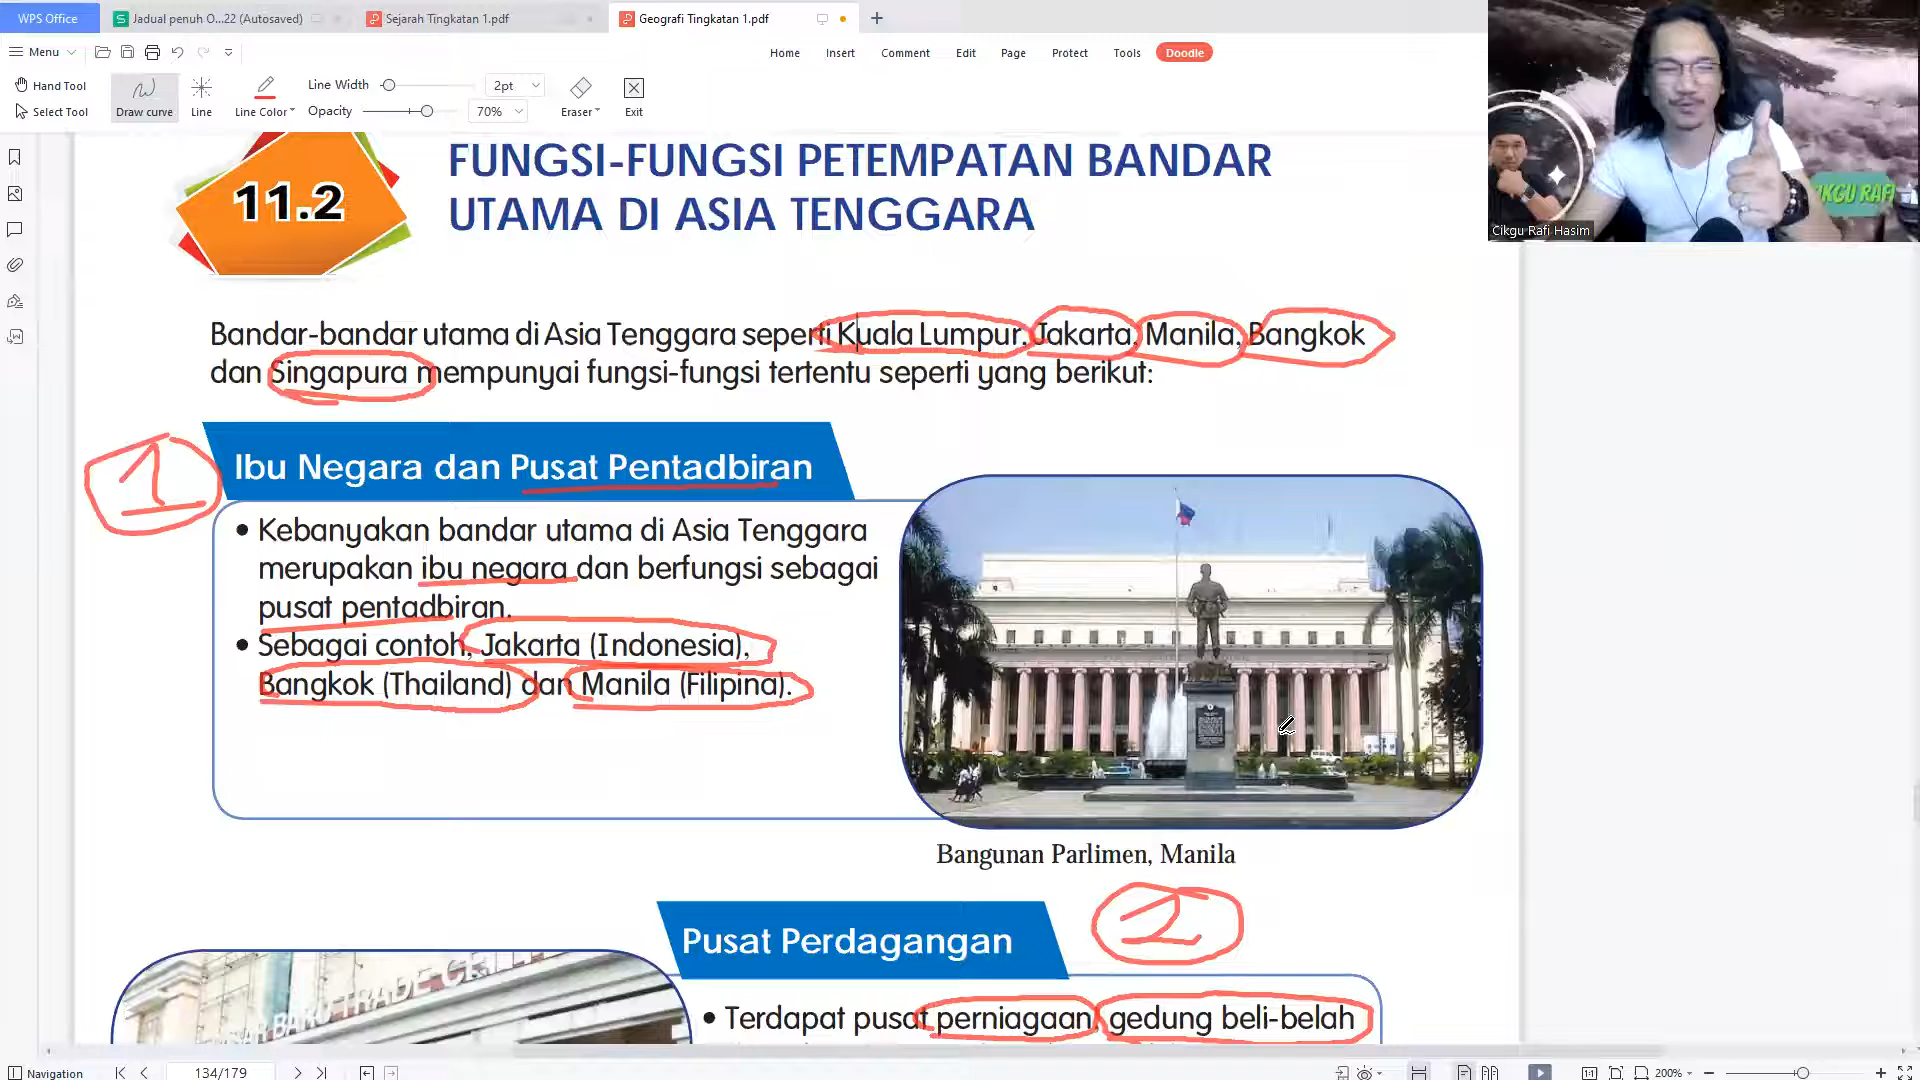 WPS Office
Jadual penuh O...22 (Autosaved)
Sejarah Tingkatan 1.pdf
Geografi Tingkatan 1.pdf
Menu
Home Insert Comment Edit Page Protect Tools Doodle
Hand Tool
Select Tool
Draw curve
Line
Line Color
Line Width 2pt
Opacity 70%
Eraser
Exit
CIKGU RAFI
Cikgu Rafi Hasim
11.2
FUNGSI-FUNGSI PETEMPATAN BANDAR
UTAMA DI ASIA TENGGARA
Bandar-bandar utama di Asia Tenggara seperti Kuala Lumpur, Jakarta, Manila, Bangkok
dan Singapura mempunyai fungsi-fungsi tertentu seperti yang berikut:
1
Ibu Negara dan Pusat Pentadbiran
• Kebanyakan bandar utama di Asia Tenggara
merupakan ibu negara dan berfungsi sebagai
pusat pentadbiran.
• Sebagai contoh, Jakarta (Indonesia),
Bangkok (Thailand) dan Manila (Filipina).
Bangunan Parlimen, Manila
2
Pusat Perdagangan
BARU TRADE
• Terdapat pusat perniagaan, gedung beli-belah
Navigation
134/179
200%